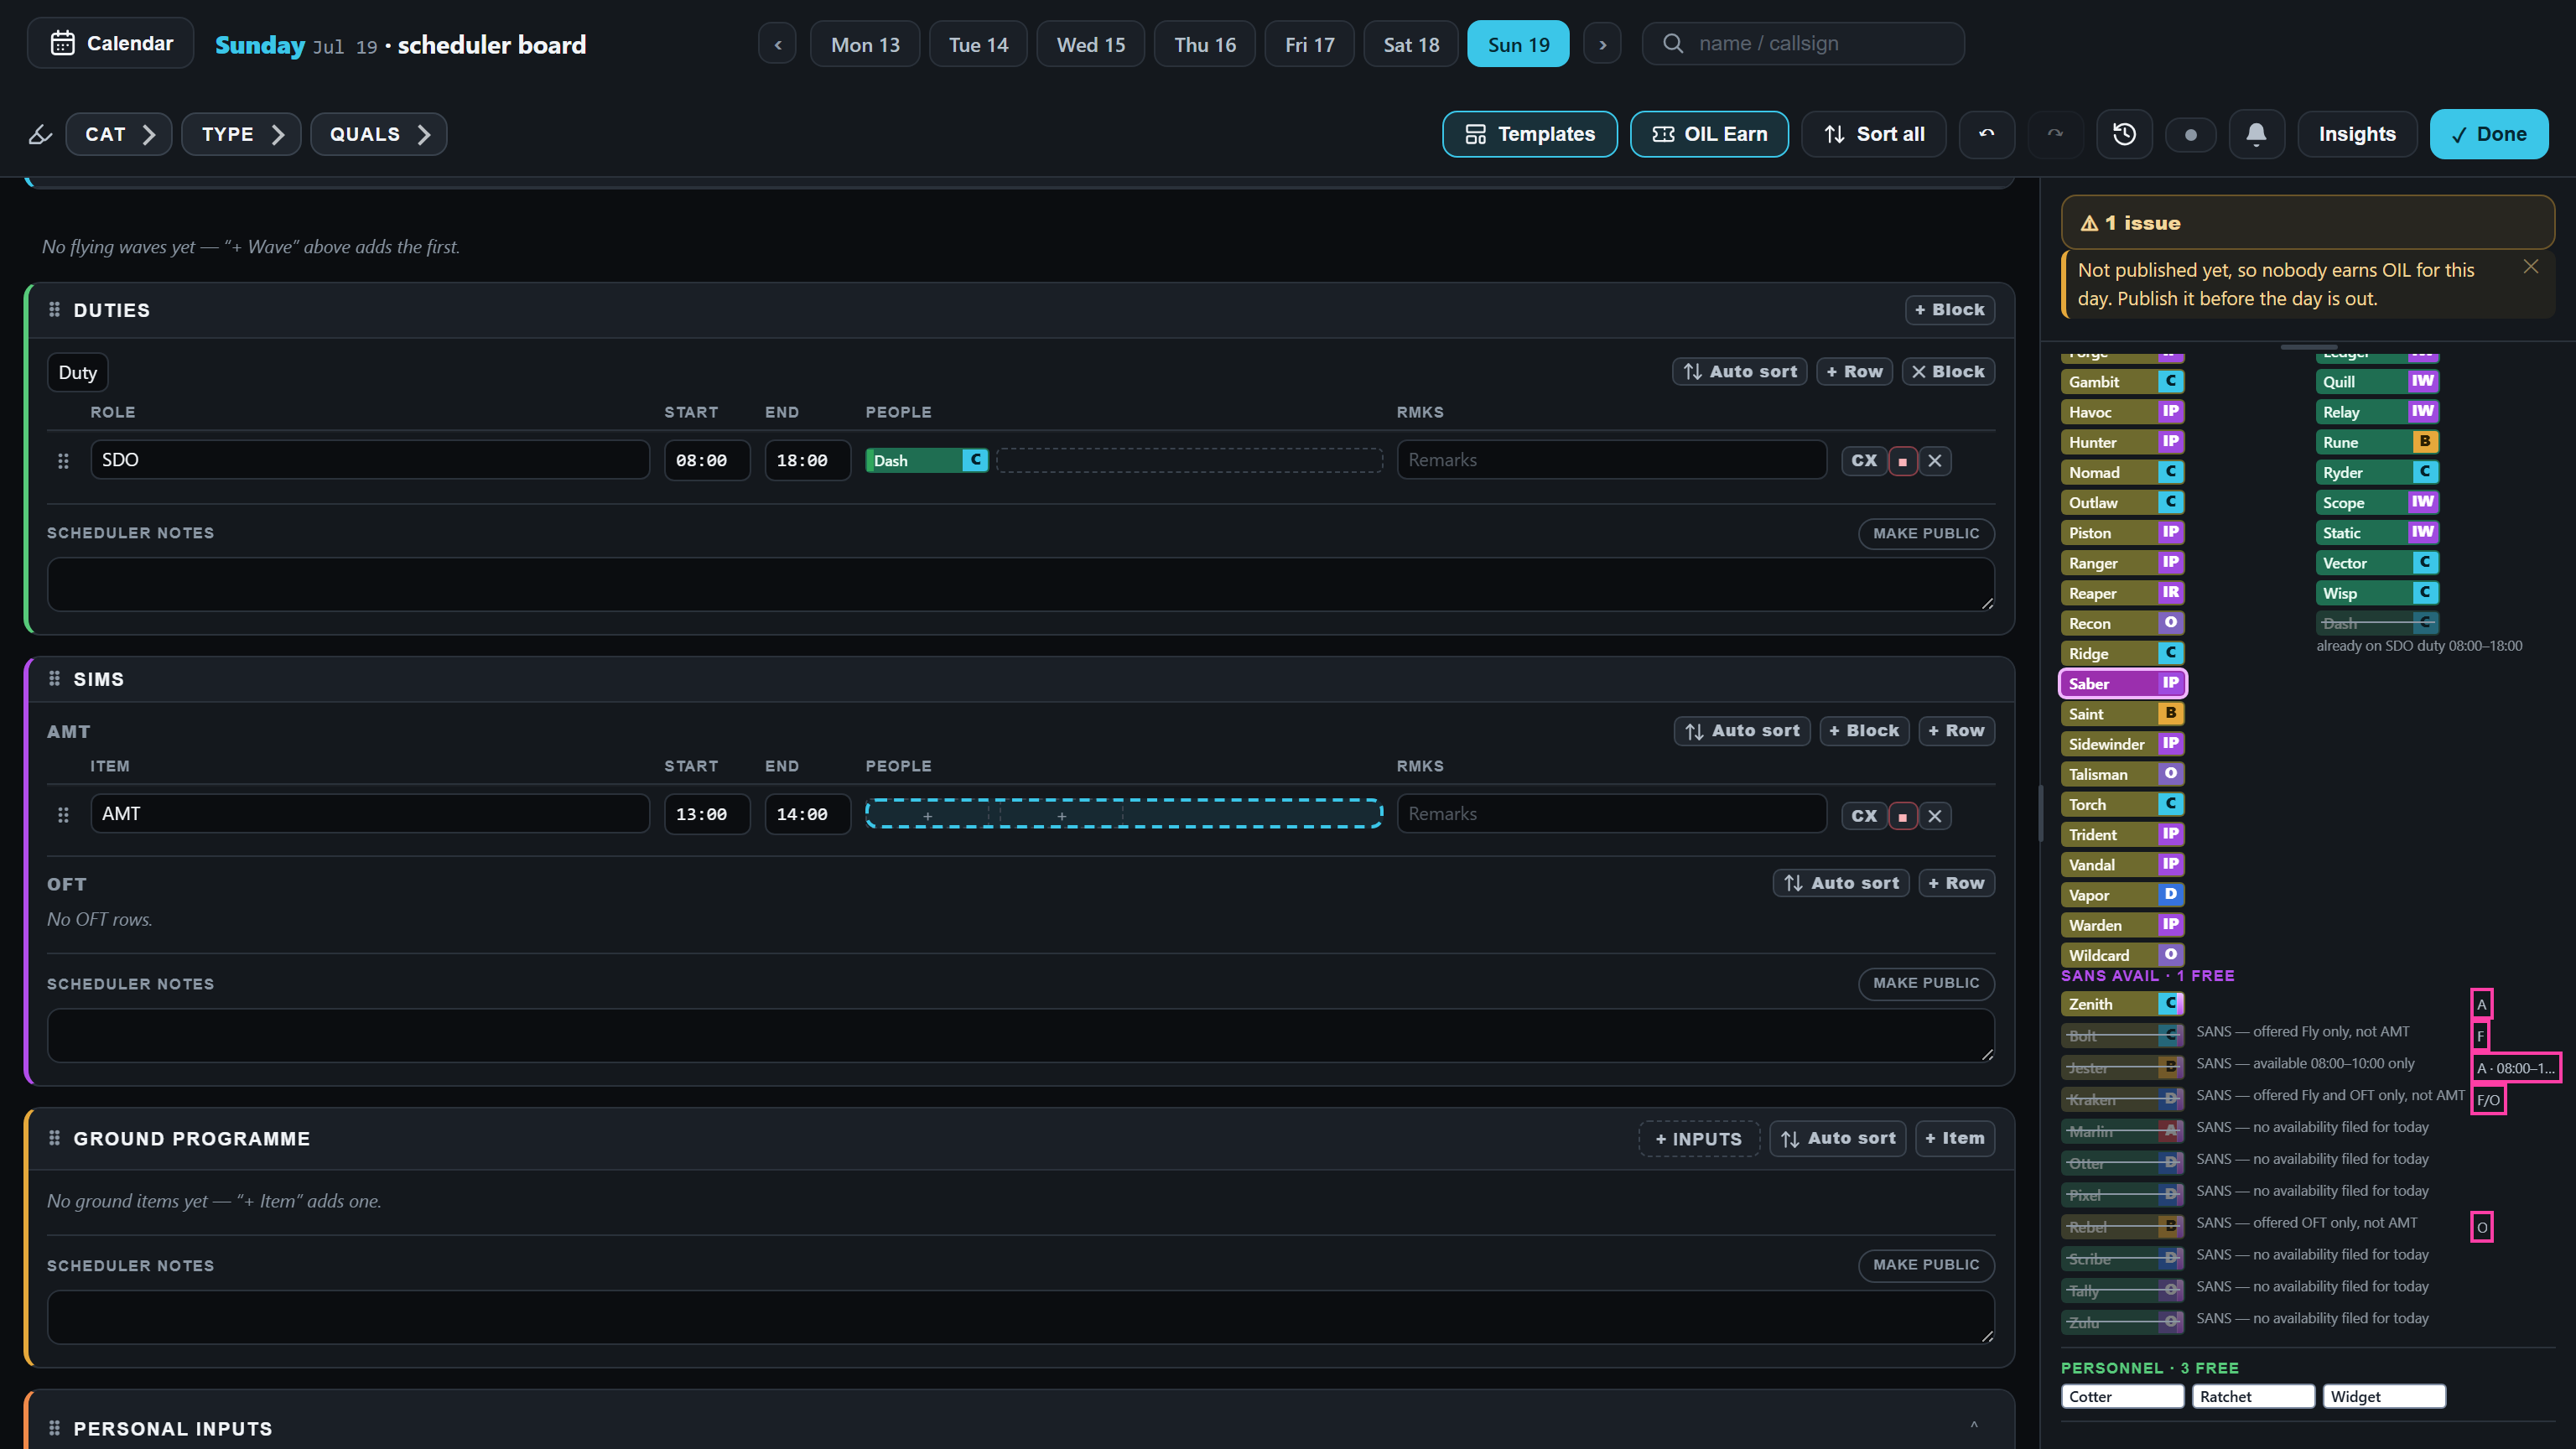 Calendar
Sunday Jul 19 • scheduler board
‹ Mon 13 Tue 14 Wed 15 Thu 16 Fri 17 Sat 18 Sun 19 ›
name / callsign
CAT TYPE QUALS
Templates OIL Earn Sort all Insights ✓ Done
⚠ 1 issue
Not published yet, so nobody earns OIL for this
day. Publish it before the day is out.
No flying waves yet — “+ Wave” above adds the first.
DUTIES
+ Block
Duty
Auto sort + Row × Block
ROLE START END PEOPLE RMKS
SDO 08:00 18:00 Dash C Remarks CX
SCHEDULER NOTES MAKE PUBLIC
SIMS
AMT
Auto sort + Block + Row
ITEM START END PEOPLE RMKS
AMT 13:00 14:00 + + Remarks CX
OFT
Auto sort + Row
No OFT rows.
SCHEDULER NOTES MAKE PUBLIC
GROUND PROGRAMME
+ INPUTS Auto sort + Item
No ground items yet — “+ Item” adds one.
SCHEDULER NOTES MAKE PUBLIC
PERSONAL INPUTS
Gambit C
Havoc IP
Hunter IP
Nomad C
Outlaw C
Piston IP
Ranger IP
Reaper IR
Recon O
Ridge C
Saber IP
Saint B
Sidewinder IP
Talisman O
Torch C
Trident IP
Vandal IP
Vapor D
Warden IP
Wildcard O
Ledger
Quill IW
Relay IW
Rune B
Ryder C
Scope IW
Static IW
Vector C
Wisp C
Dash C
already on SDO duty 08:00–18:00
SANS AVAIL · 1 FREE
Zenith C A
Bolt C SANS — offered Fly only, not AMT F
Jester B SANS — available 08:00–10:00 only A · 08:00–1...
Kraken D SANS — offered Fly and OFT only, not AMT F/O
Marlin A SANS — no availability filed for today
Otter D SANS — no availability filed for today
Pixel D SANS — no availability filed for today
Rebel B SANS — offered OFT only, not AMT O
Scribe D SANS — no availability filed for today
Tally O SANS — no availability filed for today
Zulu O SANS — no availability filed for today
PERSONNEL · 3 FREE
Cotter Ratchet Widget